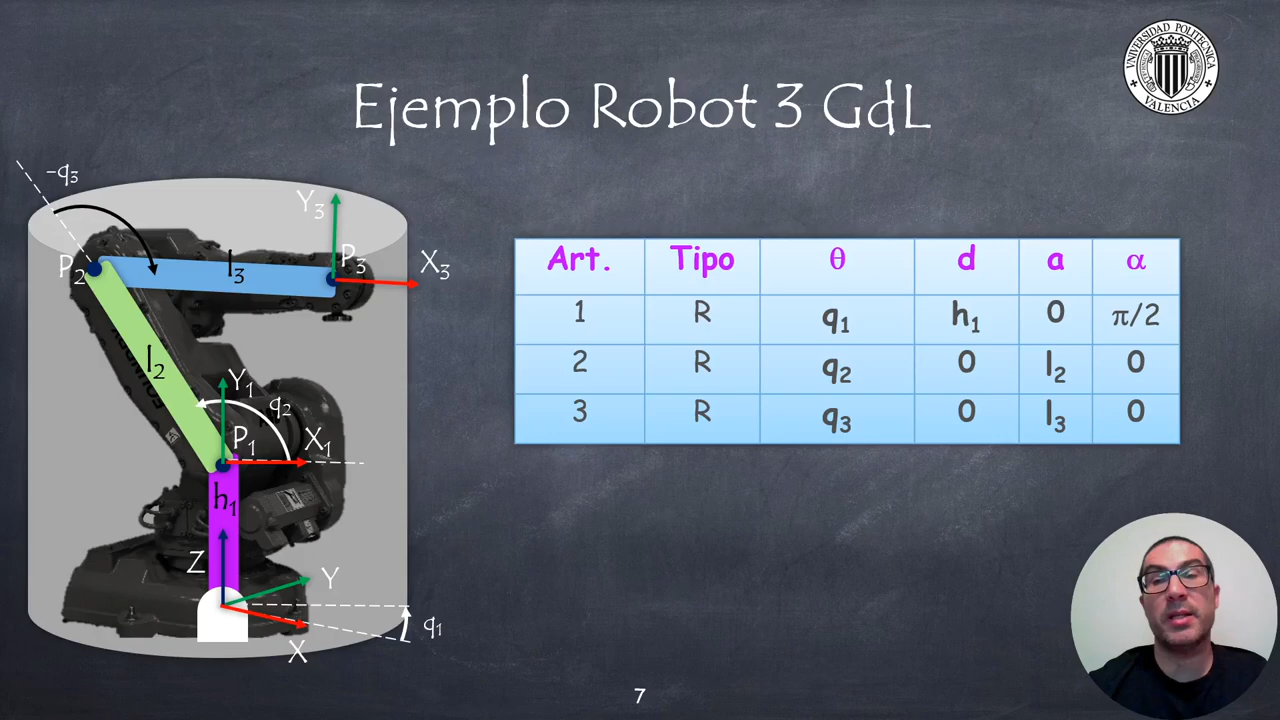 UNIVERSIDAD POLITECNICA
VALENCIA
Ejemplo Robot 3 GdL
-q₃
Y₃
P₂
l₃
P₃
X₃
l₂
Y₁
q₂
P₁
X₁
h₁
Z
Y
q₁
X
Art. Tipo θ d a α
1 R q₁ h₁ 0 π/2
2 R q₂ 0 l₂ 0
3 R q₃ 0 l₃ 0
7